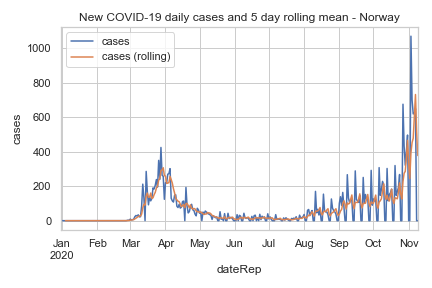 New COVID-19 daily cases and 5 day rolling mean - Norway
cases
cases (rolling)
1000
800
600
400
200
0
cases
Jan Feb Mar Apr May Jun Jul Aug Sep Oct Nov
2020
dateRep